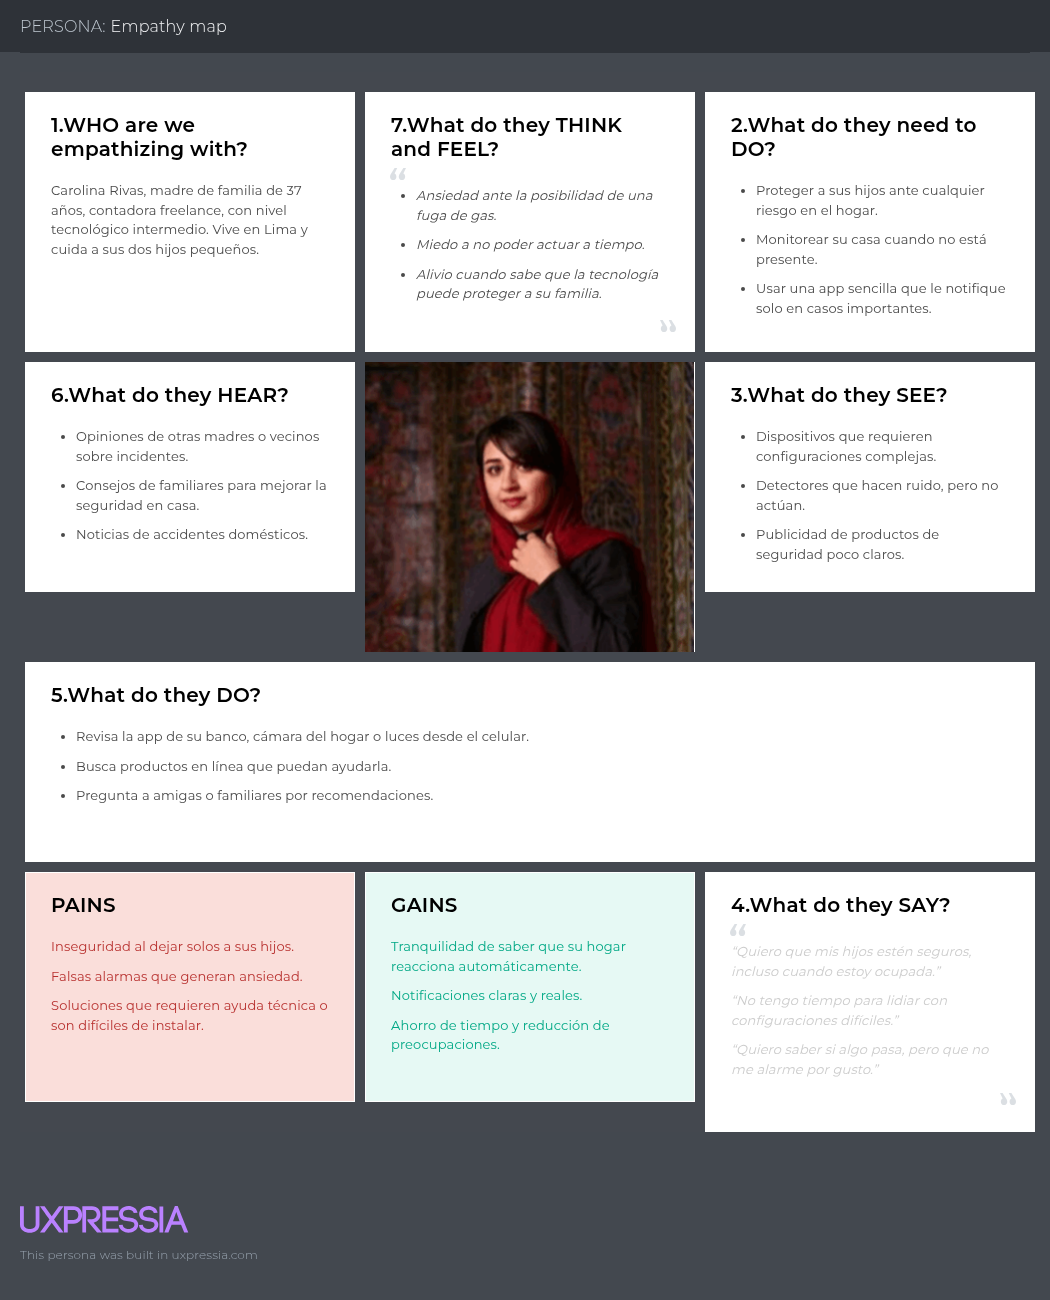 PERSONA: Empathy map
1.WHO are we
empathizing with?
Carolina Rivas, madre de familia de 37
años, contadora freelance, con nivel
tecnológico intermedio. Vive en Lima y
cuida a sus dos hijos pequeños.
7.What do they THINK
and FEEL?
“
• Ansiedad ante la posibilidad de una
fuga de gas.
• Miedo a no poder actuar a tiempo.
• Alivio cuando sabe que la tecnología
puede proteger a su familia.
”
2.What do they need to
DO?
• Proteger a sus hijos ante cualquier
riesgo en el hogar.
• Monitorear su casa cuando no está
presente.
• Usar una app sencilla que le notifique
solo en casos importantes.
6.What do they HEAR?
• Opiniones de otras madres o vecinos
sobre incidentes.
• Consejos de familiares para mejorar la
seguridad en casa.
• Noticias de accidentes domésticos.
3.What do they SEE?
• Dispositivos que requieren
configuraciones complejas.
• Detectores que hacen ruido, pero no
actúan.
• Publicidad de productos de
seguridad poco claros.
5.What do they DO?
• Revisa la app de su banco, cámara del hogar o luces desde el celular.
• Busca productos en línea que puedan ayudarla.
• Pregunta a amigas o familiares por recomendaciones.
PAINS
Inseguridad al dejar solos a sus hijos.
Falsas alarmas que generan ansiedad.
Soluciones que requieren ayuda técnica o
son difíciles de instalar.
GAINS
Tranquilidad de saber que su hogar
reacciona automáticamente.
Notificaciones claras y reales.
Ahorro de tiempo y reducción de
preocupaciones.
4.What do they SAY?
“
“Quiero que mis hijos estén seguros,
incluso cuando estoy ocupada.”
“No tengo tiempo para lidiar con
configuraciones difíciles.”
“Quiero saber si algo pasa, pero que no
me alarme por gusto.”
”
UXPRESSIA
This persona was built in uxpressia.com